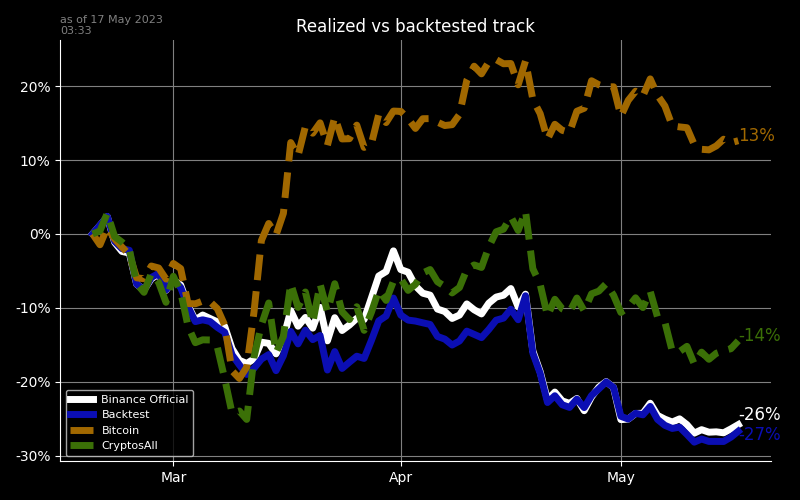 as of 17 May 2023
03:33
Realized vs backtested track
20%
10%
0%
-10%
-20%
-30%
13%
-14%
-26%
-27%
Binance Official
Backtest
Bitcoin
CryptosAll
Mar
Apr
May